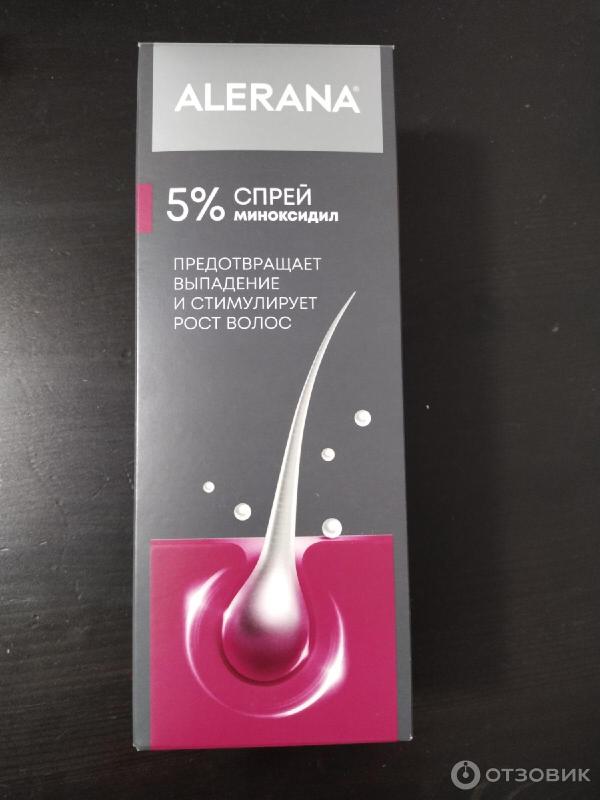 ALERANA®
5% СПРЕЙ
миноксидил
ПРЕДОТВРАЩАЕТ
ВЫПАДЕНИЕ
И СТИМУЛИРУЕТ
РОСТ ВОЛОС
ОТЗОВИК